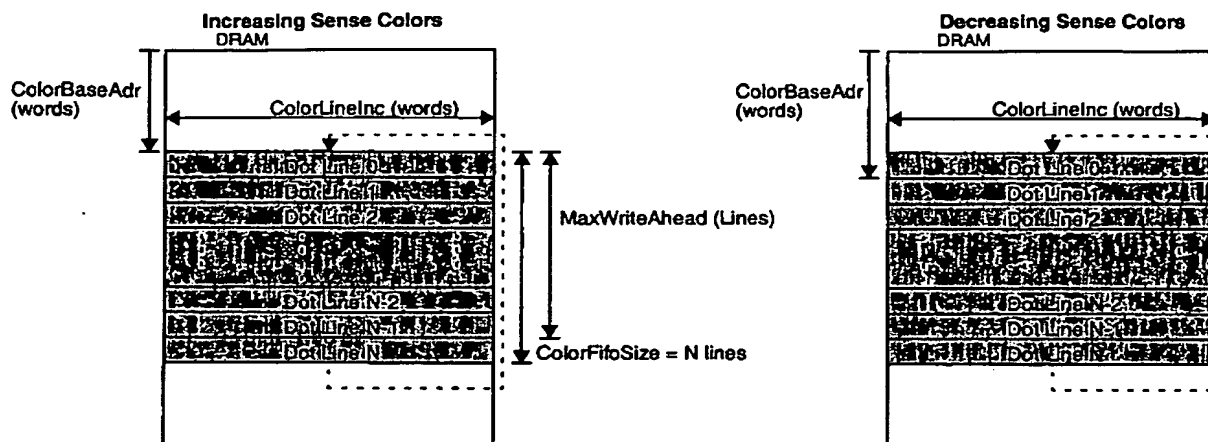 Increasing Sense Colors
DRAM
ColorBaseAdr
(words)
ColorLineInc (words)
Dot Line 0
Dot Line 1
Dot Line 2
Dot Line N-2
Dot Line N-1
Dot Line N
MaxWriteAhead (Lines)
ColorFifoSize = N lines
Decreasing Sense Colors
DRAM
ColorBaseAdr
(words)
ColorLineInc (words)
Dot Line 0
Dot Line 1
Dot Line 2
Dot Line N-2
Dot Line N-1
Dot Line N